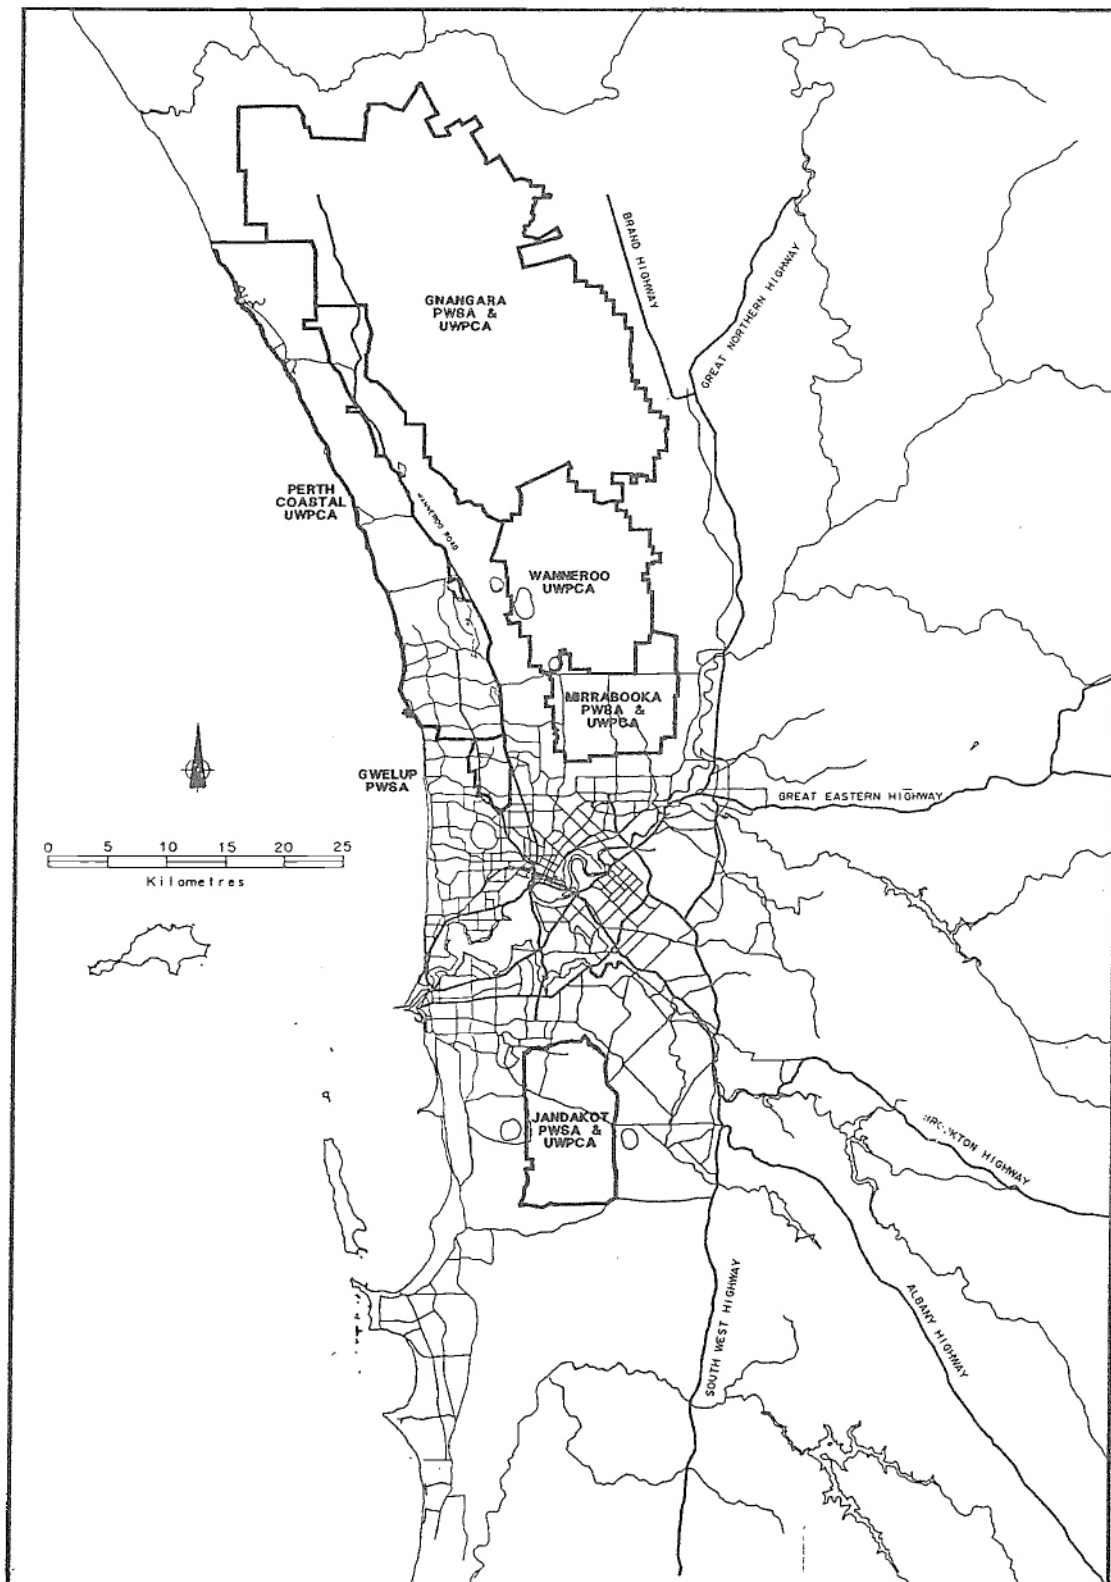 BRAND HIGHWAY
GREAT NORTHERN HIGHWAY
GNANGARA
PWSA &
UWPCA
PERTH
COASTAL
UWPCA
WANNEROO ROAD
WANNEROO
UWPCA
MIRRABOOKA
PWSA &
UWPCA
GWELUP
PWSA
GREAT EASTERN HIGHWAY
0 5 10 15 20 25
Kilometres
JANDAKOT
PWSA &
UWPCA
HIGHWAY
ALBANY HIGHWAY
SOUTH WEST HIGHWAY